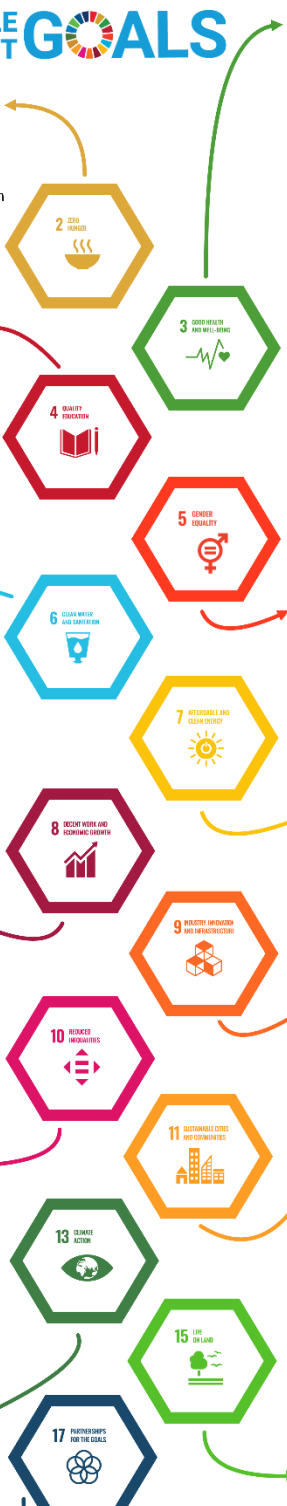 LE
T GOALS
n
2 ZERO
HUNGER
3 GOOD HEALTH
AND WELL-BEING
4 QUALITY
EDUCATION
5 GENDER
EQUALITY
6 CLEAN WATER
AND SANITATION
7 AFFORDABLE AND
CLEAN ENERGY
8 DECENT WORK AND
ECONOMIC GROWTH
9 INDUSTRY, INNOVATION
AND INFRASTRUCTURE
10 REDUCED
INEQUALITIES
11 SUSTAINABLE CITIES
AND COMMUNITIES
13 CLIMATE
ACTION
15 LIFE
ON LAND
17 PARTNERSHIPS
FOR THE GOALS